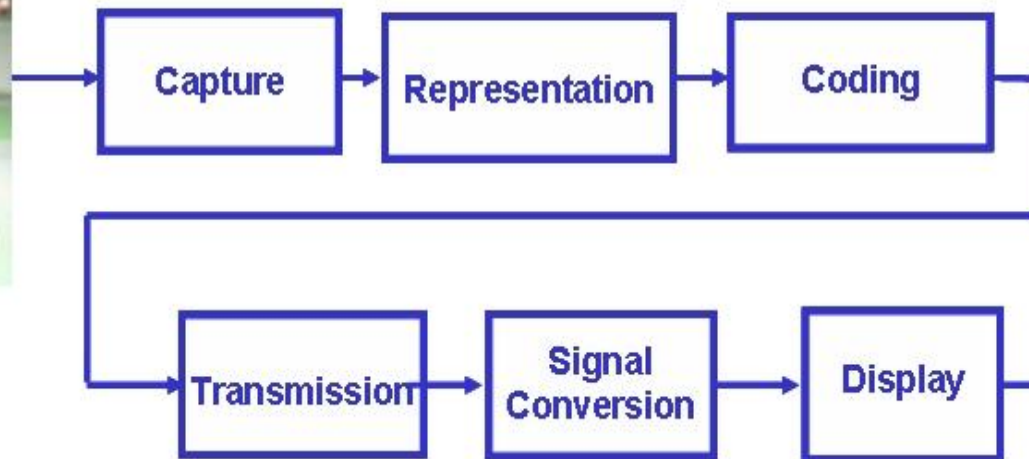 Capture
Representation
Coding
Transmission
Signal
Conversion
Display